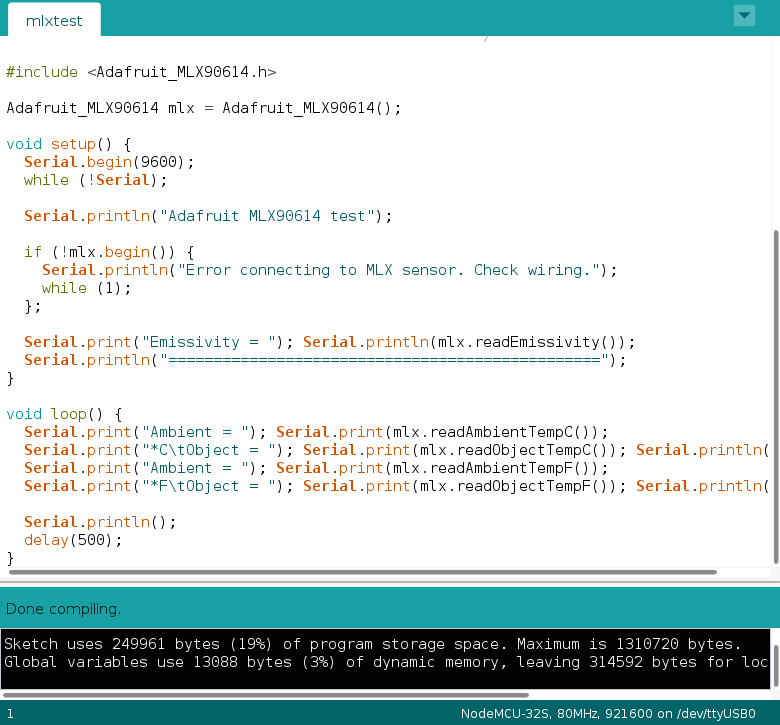 mlxtest
#include <Adafruit_MLX90614.h>
Adafruit_MLX90614 mlx = Adafruit_MLX90614();
void setup() {
  Serial.begin(9600);
  while (!Serial);
  Serial.println("Adafruit MLX90614 test");
  if (!mlx.begin()) {
    Serial.println("Error connecting to MLX sensor. Check wiring.");
    while (1);
  };
  Serial.print("Emissivity = "); Serial.println(mlx.readEmissivity());
  Serial.println("================================================");
}
void loop() {
  Serial.print("Ambient = "); Serial.print(mlx.readAmbientTempC());
  Serial.print("*C\tObject = "); Serial.print(mlx.readObjectTempC()); Serial.println(
  Serial.print("Ambient = "); Serial.print(mlx.readAmbientTempF());
  Serial.print("*F\tObject = "); Serial.print(mlx.readObjectTempF()); Serial.println(
  Serial.println();
  delay(500);
}
Done compiling.
Sketch uses 249961 bytes (19%) of program storage space. Maximum is 1310720 bytes.
Global variables use 13088 bytes (3%) of dynamic memory, leaving 314592 bytes for loc
1 NodeMCU-32S, 80MHz, 921600 on /dev/ttyUSB0